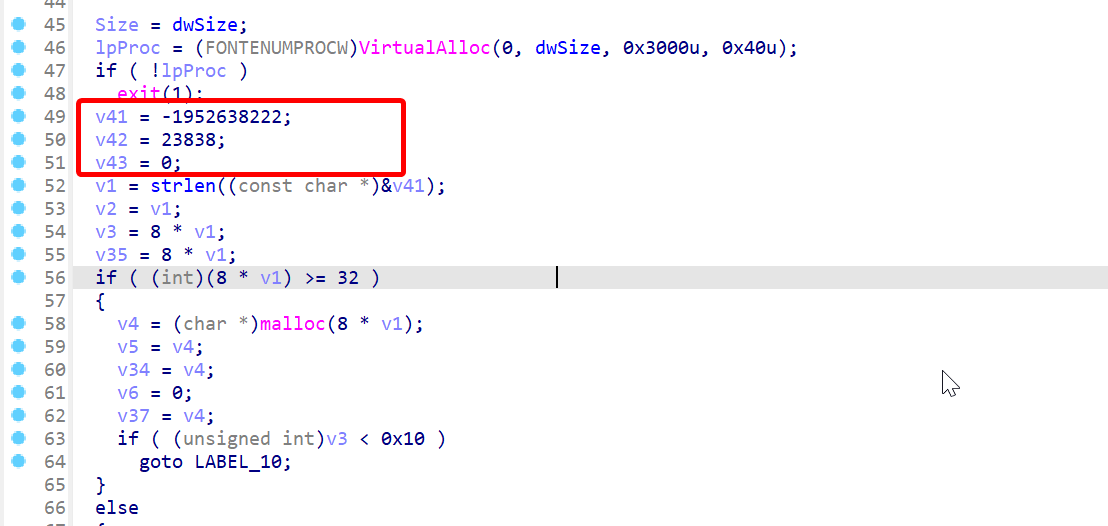 44
45 Size = dwSize;
46 lpProc = (FONTENUMPROCW)VirtualAlloc(0, dwSize, 0x3000u, 0x40u);
47 if ( !lpProc )
48 exit(1);
49 v41 = -1952638222;
50 v42 = 23838;
51 v43 = 0;
52 v1 = strlen((const char *)&v41);
53 v2 = v1;
54 v3 = 8 * v1;
55 v35 = 8 * v1;
56 if ( (int)(8 * v1) >= 32 )
57 {
58 v4 = (char *)malloc(8 * v1);
59 v5 = v4;
60 v34 = v4;
61 v6 = 0;
62 v37 = v4;
63 if ( (unsigned int)v3 < 0x10 )
64 goto LABEL_10;
65 }
66 else
67 {